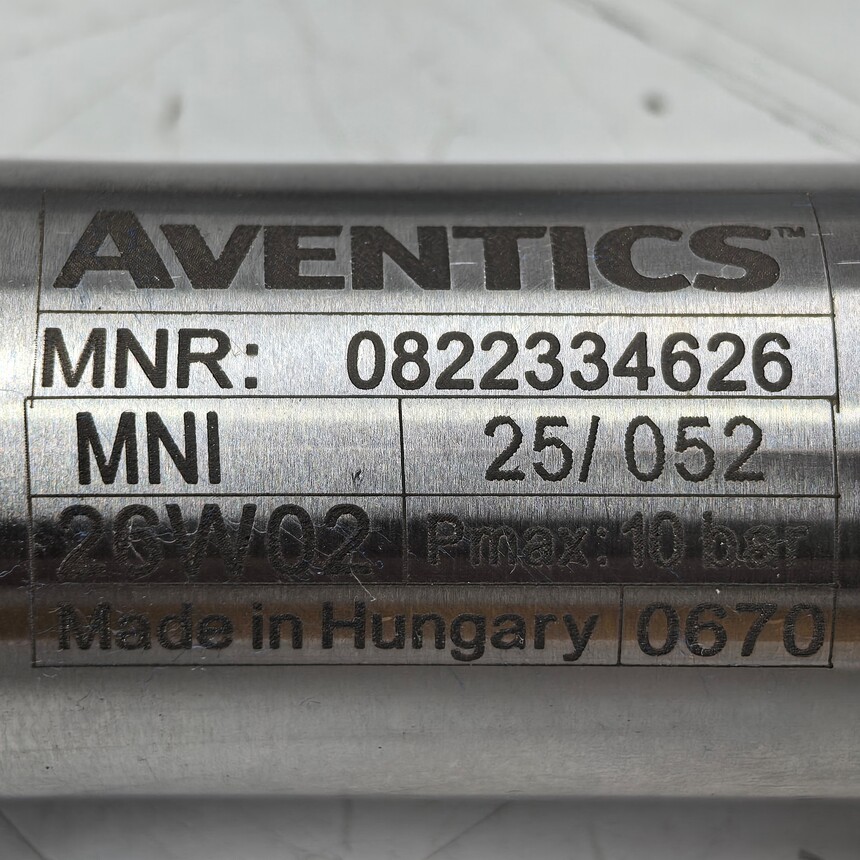 AVENTICS™
MNR: 0822334626
MNI 25/052
26W02 Pmax: 10 bar
Made in Hungary 0670